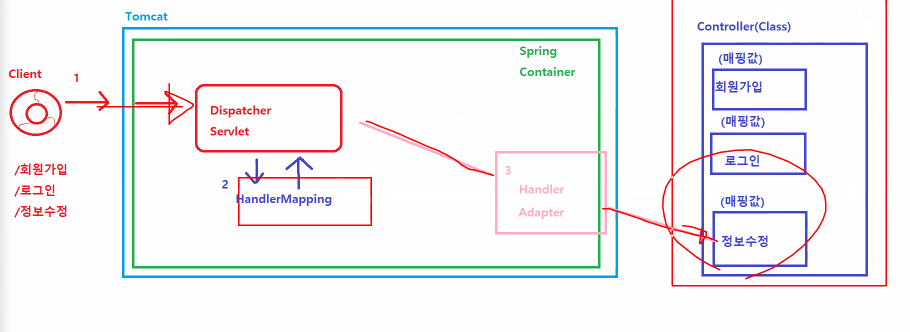 Tomcat
Spring
Container
Client
1
Dispatcher
Servlet
2
HandlerMapping
3
Handler
Adapter
/회원가입
/로그인
/정보수정
Controller(Class)
(매핑값)
회원가입
(매핑값)
로그인
(매핑값)
정보수정